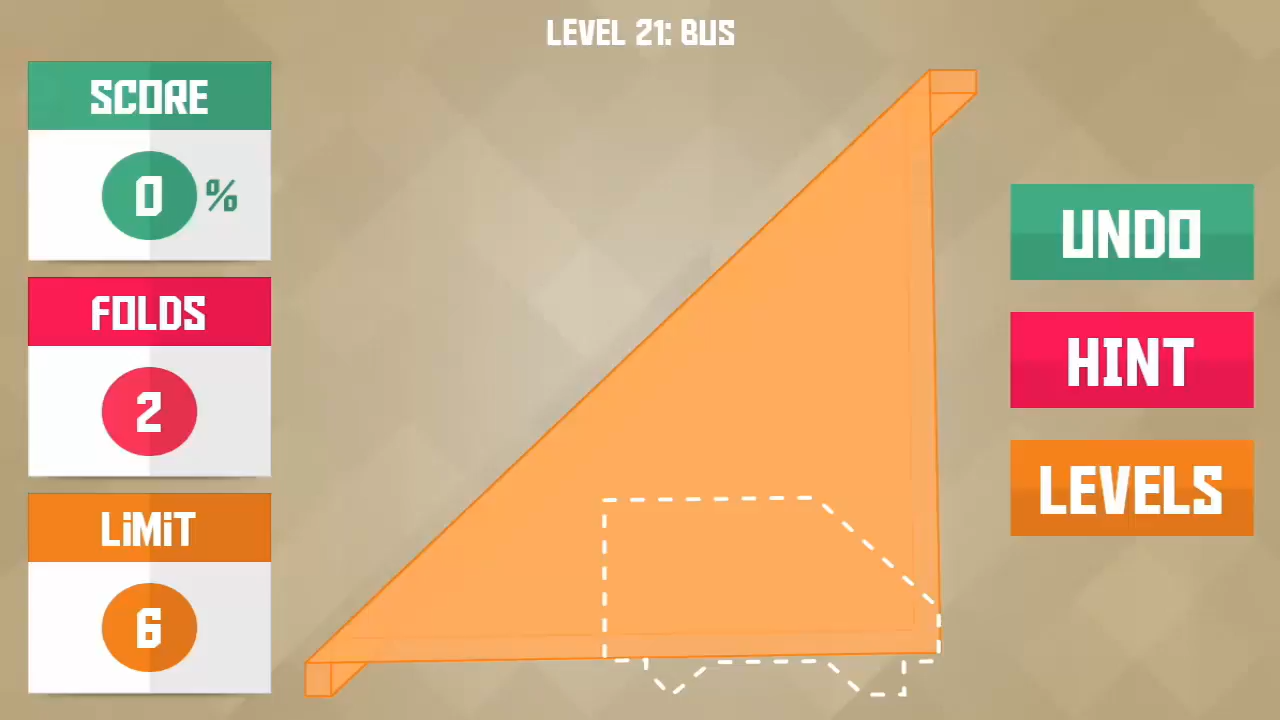 LEVEL 21: BUS
SCORE
0 %
FOLDS
2
LiMiT
6
UNDO
HINT
LEVELS